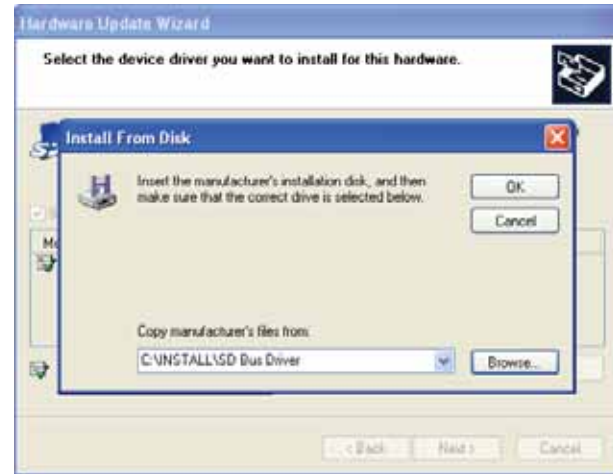 Hardware Update Wizard
Select the device driver you want to install for this hardware.
Install From Disk
Insert the manufacturer's installation disk, and then
make sure that the correct drive is selected below.
OK
Cancel
Copy manufacturer's files from:
C:\INSTALL\SD Bus Driver
Browse...
< Back
Next >
Cancel